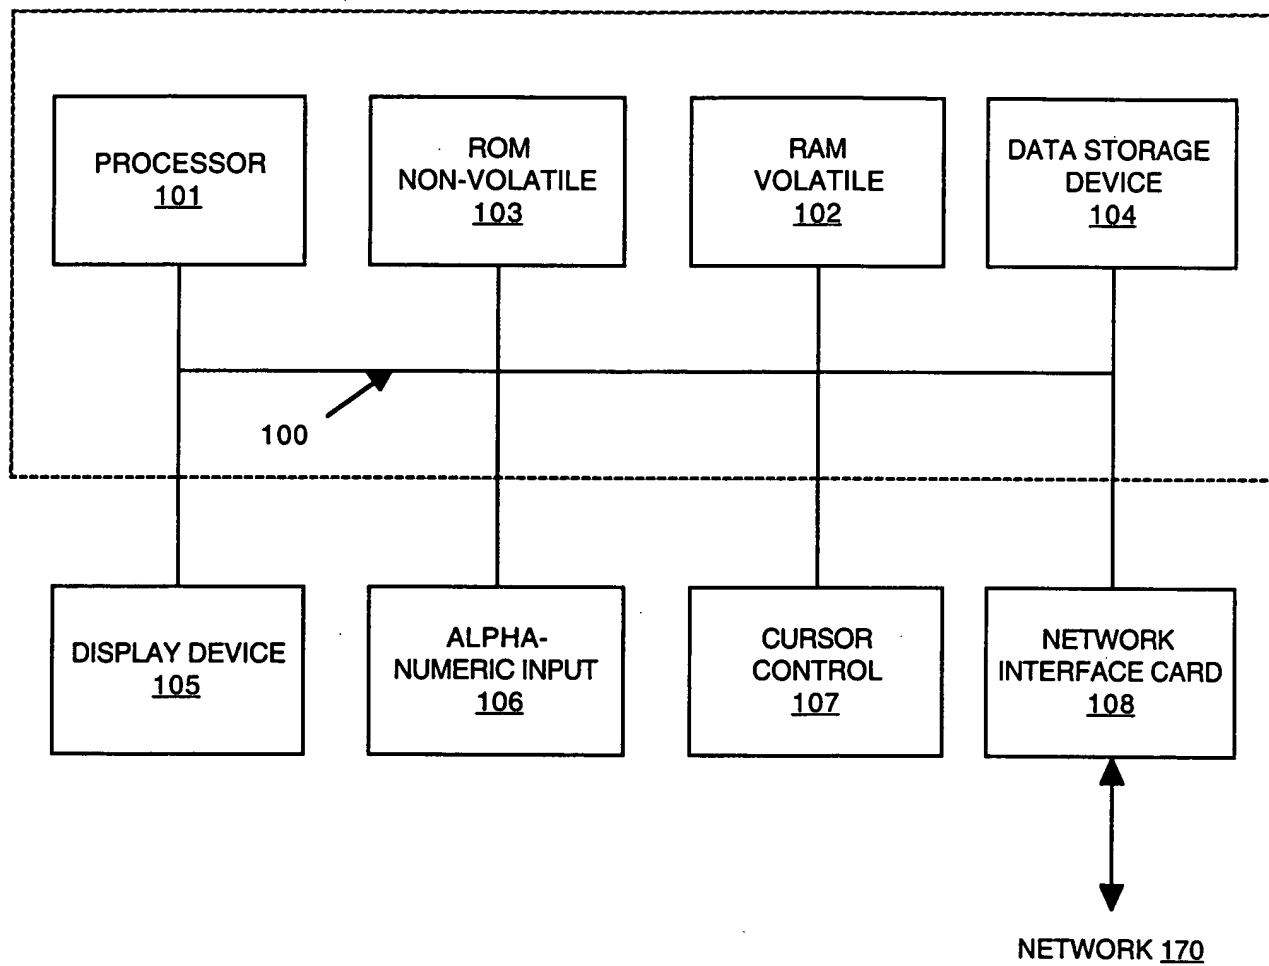 PROCESSOR
101
ROM
NON-VOLATILE
103
RAM
VOLATILE
102
DATA STORAGE
DEVICE
104
100
DISPLAY DEVICE
105
ALPHA-
NUMERIC INPUT
106
CURSOR
CONTROL
107
NETWORK
INTERFACE CARD
108
NETWORK 170